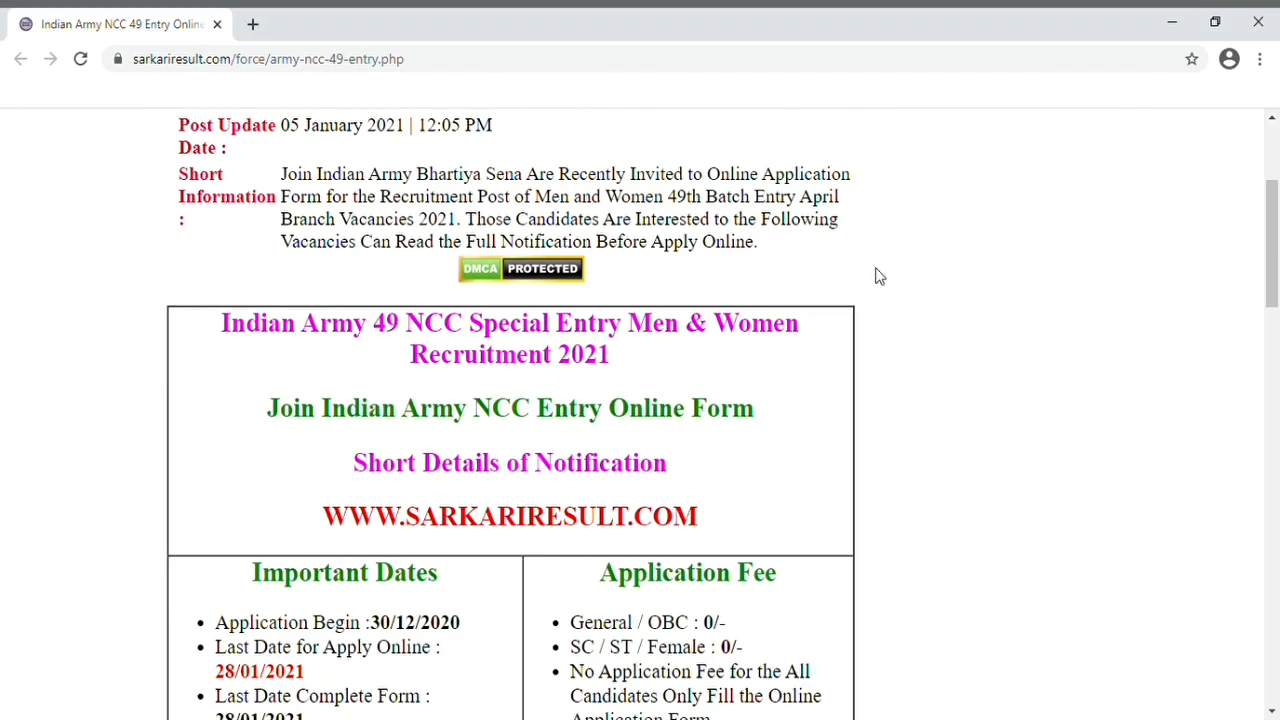 Indian Army NCC 49 Entry Online
sarkariresult.com/force/army-ncc-49-entry.php
Post Update Date : 05 January 2021 | 12:05 PM
Short Information : Join Indian Army Bhartiya Sena Are Recently Invited to Online Application
Form for the Recruitment Post of Men and Women 49th Batch Entry April
Branch Vacancies 2021. Those Candidates Are Interested to the Following
Vacancies Can Read the Full Notification Before Apply Online.
DMCA PROTECTED
Indian Army 49 NCC Special Entry Men & Women
Recruitment 2021
Join Indian Army NCC Entry Online Form
Short Details of Notification
WWW.SARKARIRESULT.COM
Important Dates
• Application Begin :30/12/2020
• Last Date for Apply Online :
28/01/2021
• Last Date Complete Form :
28/01/2021
Application Fee
• General / OBC : 0/-
• SC / ST / Female : 0/-
• No Application Fee for the All
Candidates Only Fill the Online
Application Form